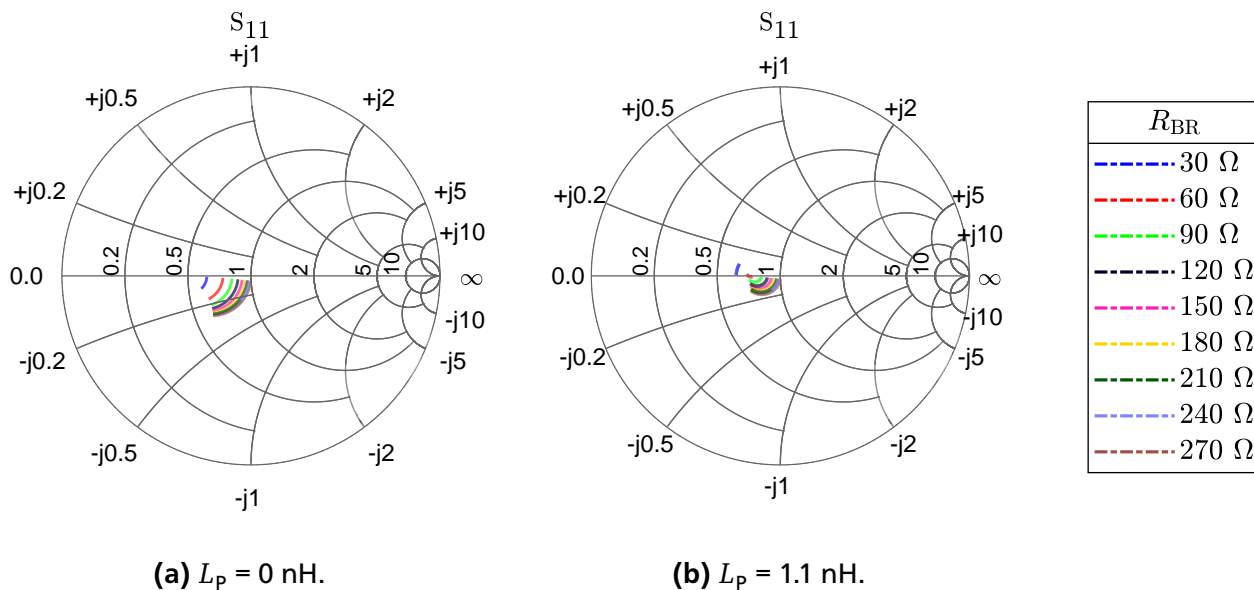 S11
+j1
+j0.5
+j2
+j0.2
+j5
+j10
0.0
0.2
0.5
1
2
5
10
∞
-j10
-j0.2
-j5
-j0.5
-j2
-j1
(a) LP = 0 nH.
S11
+j1
+j0.5
+j2
+j0.2
+j5
+j10
0.0
0.2
0.5
1
2
5
10
∞
-j10
-j0.2
-j5
-j0.5
-j2
-j1
(b) LP = 1.1 nH.
RBR
30 Ω
60 Ω
90 Ω
120 Ω
150 Ω
180 Ω
210 Ω
240 Ω
270 Ω